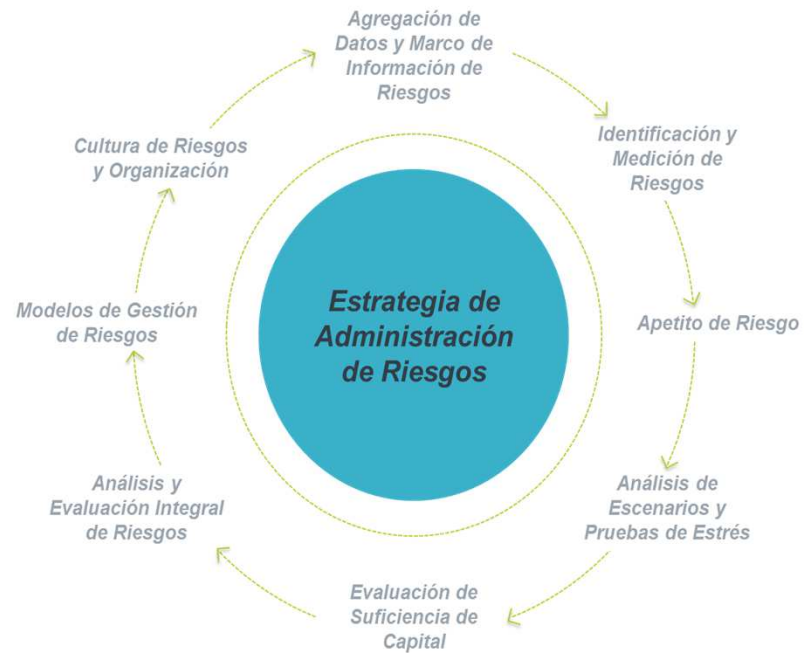 Agregación de
Datos y Marco de
Información de
Riesgos
Identificación y
Medición de
Riesgos
Apetito de Riesgo
Análisis de
Escenarios y
Pruebas de Estrés
Evaluación de
Suficiencia de
Capital
Análisis y
Evaluación Integral
de Riesgos
Modelos de Gestión
de Riesgos
Cultura de Riesgos
y Organización
Estrategia de
Administración
de Riesgos